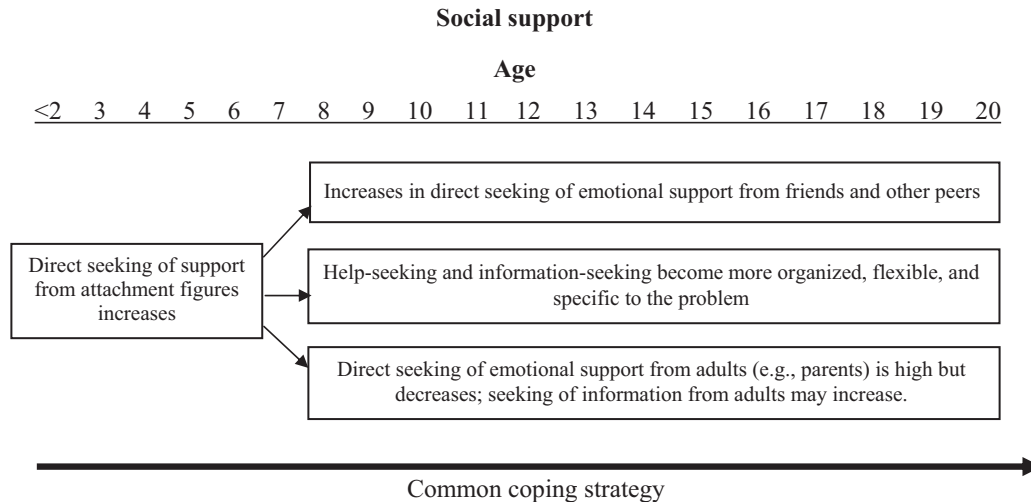 Social support
Age
<2 3 4 5 6 7 8 9 10 11 12 13 14 15 16 17 18 19 20
Increases in direct seeking of emotional support from friends and other peers
Direct seeking of support
from attachment figures
increases
Help-seeking and information-seeking become more organized, flexible, and
specific to the problem
Direct seeking of emotional support from adults (e.g., parents) is high but
decreases; seeking of information from adults may increase.
Common coping strategy